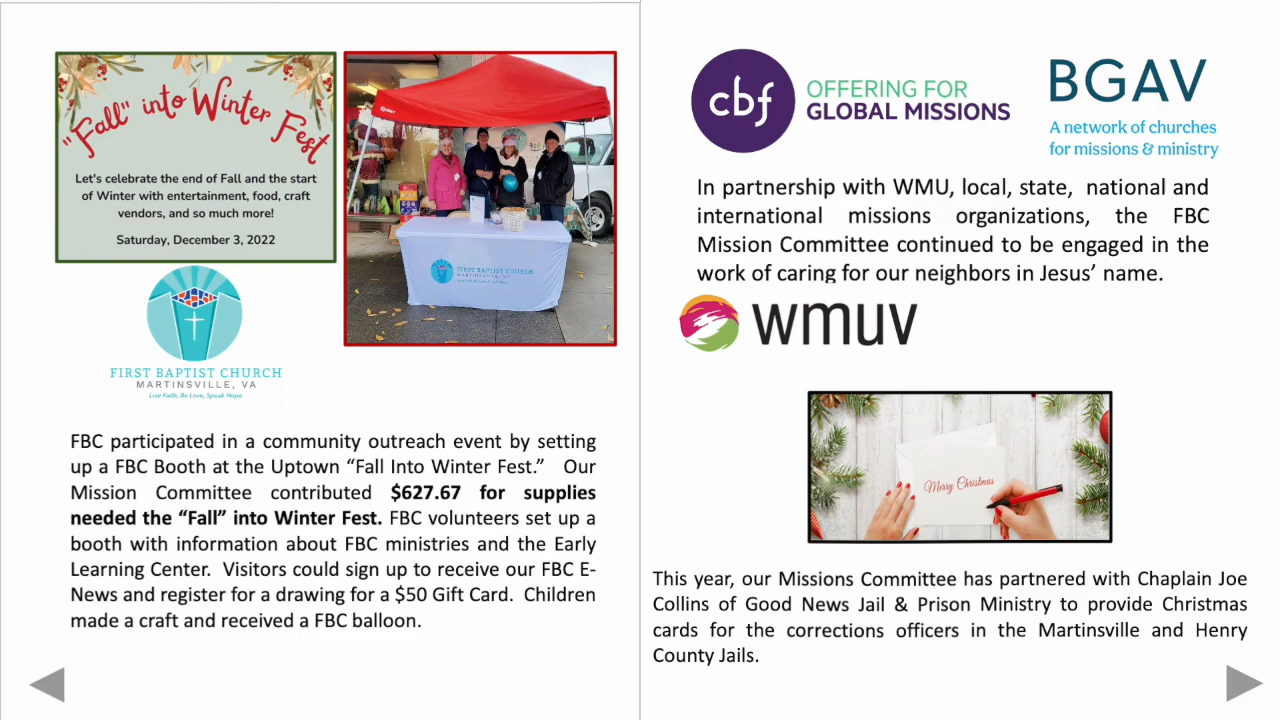 "Fall" into Winter Fest
Let's celebrate the end of Fall and the start
of Winter with entertainment, food, craft
vendors, and so much more!
Saturday, December 3, 2022
FIRST BAPTIST CHURCH
MARTINSVILLE, VA
FIRST BAPTIST CHURCH
MARTINSVILLE, VA
Live Faith, Be Love, Speak Hope
FBC participated in a community outreach event by setting
up a FBC Booth at the Uptown “Fall Into Winter Fest.” Our
Mission Committee contributed $627.67 for supplies
needed the “Fall” into Winter Fest. FBC volunteers set up a
booth with information about FBC ministries and the Early
Learning Center. Visitors could sign up to receive our FBC E-
News and register for a drawing for a $50 Gift Card. Children
made a craft and received a FBC balloon.
cbf
OFFERING FOR
GLOBAL MISSIONS
BGAV
A network of churches
for missions & ministry
In partnership with WMU, local, state, national and
international missions organizations, the FBC
Mission Committee continued to be engaged in the
work of caring for our neighbors in Jesus’ name.
wmuv
Merry Christmas
This year, our Missions Committee has partnered with Chaplain Joe
Collins of Good News Jail & Prison Ministry to provide Christmas
cards for the corrections officers in the Martinsville and Henry
County Jails.